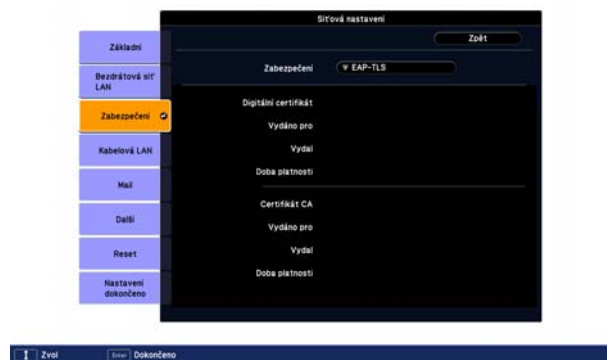 Síťová nastavení
Zpět
Základní
Bezdrátová síť
LAN
Zabezpečení
Kabelová LAN
Mail
Další
Reset
Nastavení
dokončeno
Zabezpečení
EAP-TLS
Digitální certifikát
Vydáno pro
Vydal
Doba platnosti
Certifikát CA
Vydáno pro
Vydal
Doba platnosti
Zvol
Enter Dokončeno